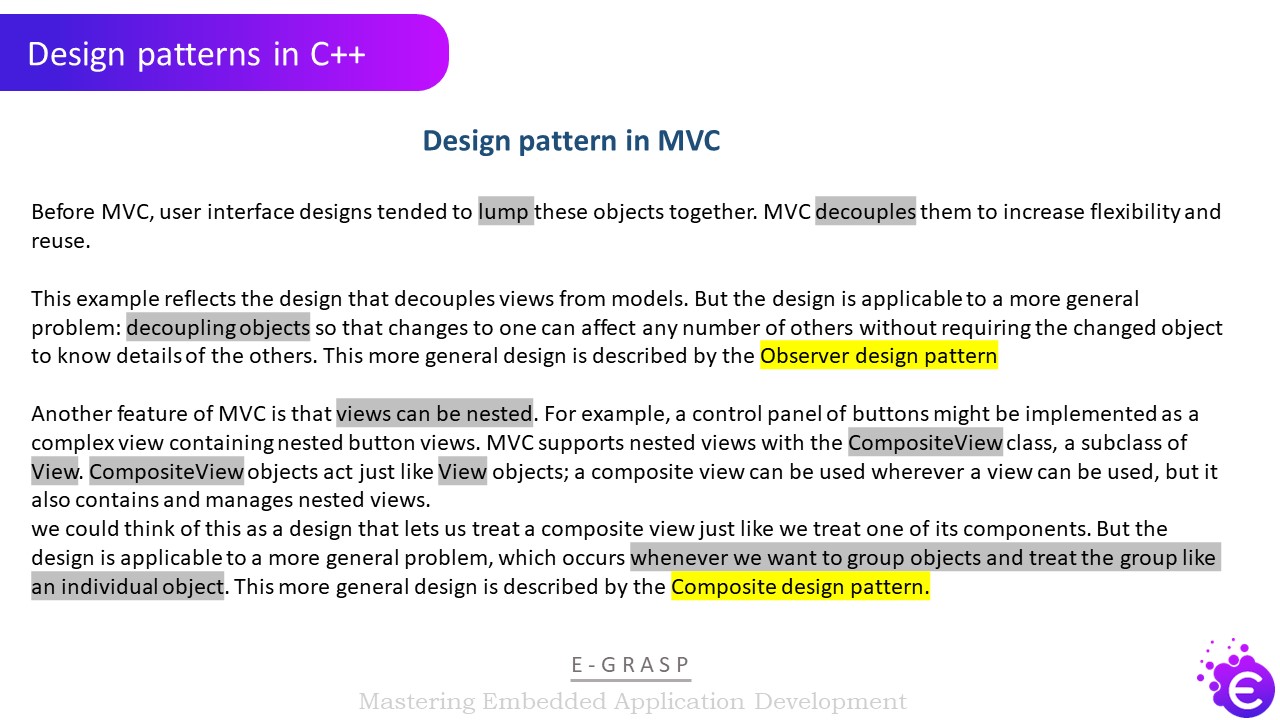 Design patterns in C++
Design pattern in MVC
Before MVC, user interface designs tended to lump these objects together. MVC decouples them to increase flexibility and
reuse.
This example reflects the design that decouples views from models. But the design is applicable to a more general
problem: decoupling objects so that changes to one can affect any number of others without requiring the changed object
to know details of the others. This more general design is described by the Observer design pattern
Another feature of MVC is that views can be nested. For example, a control panel of buttons might be implemented as a
complex view containing nested button views. MVC supports nested views with the CompositeView class, a subclass of
View. CompositeView objects act just like View objects; a composite view can be used wherever a view can be used, but it
also contains and manages nested views.
we could think of this as a design that lets us treat a composite view just like we treat one of its components. But the
design is applicable to a more general problem, which occurs whenever we want to group objects and treat the group like
an individual object. This more general design is described by the Composite design pattern.
E-GRASP
Mastering Embedded Application Development